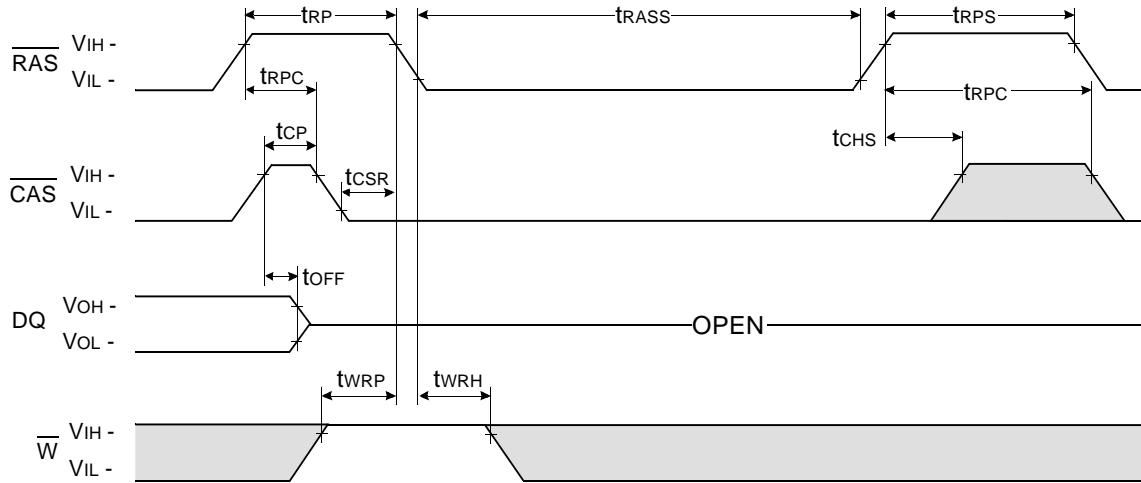 tRP tRASS tRPS
RAS VIH -
VIL -
tRPC tRPC
tCP tCHS
CAS VIH -
VIL -
tCSR
tOFF
DQ VOH -
VOL -
OPEN
tWRP tWRH
W VIH -
VIL -